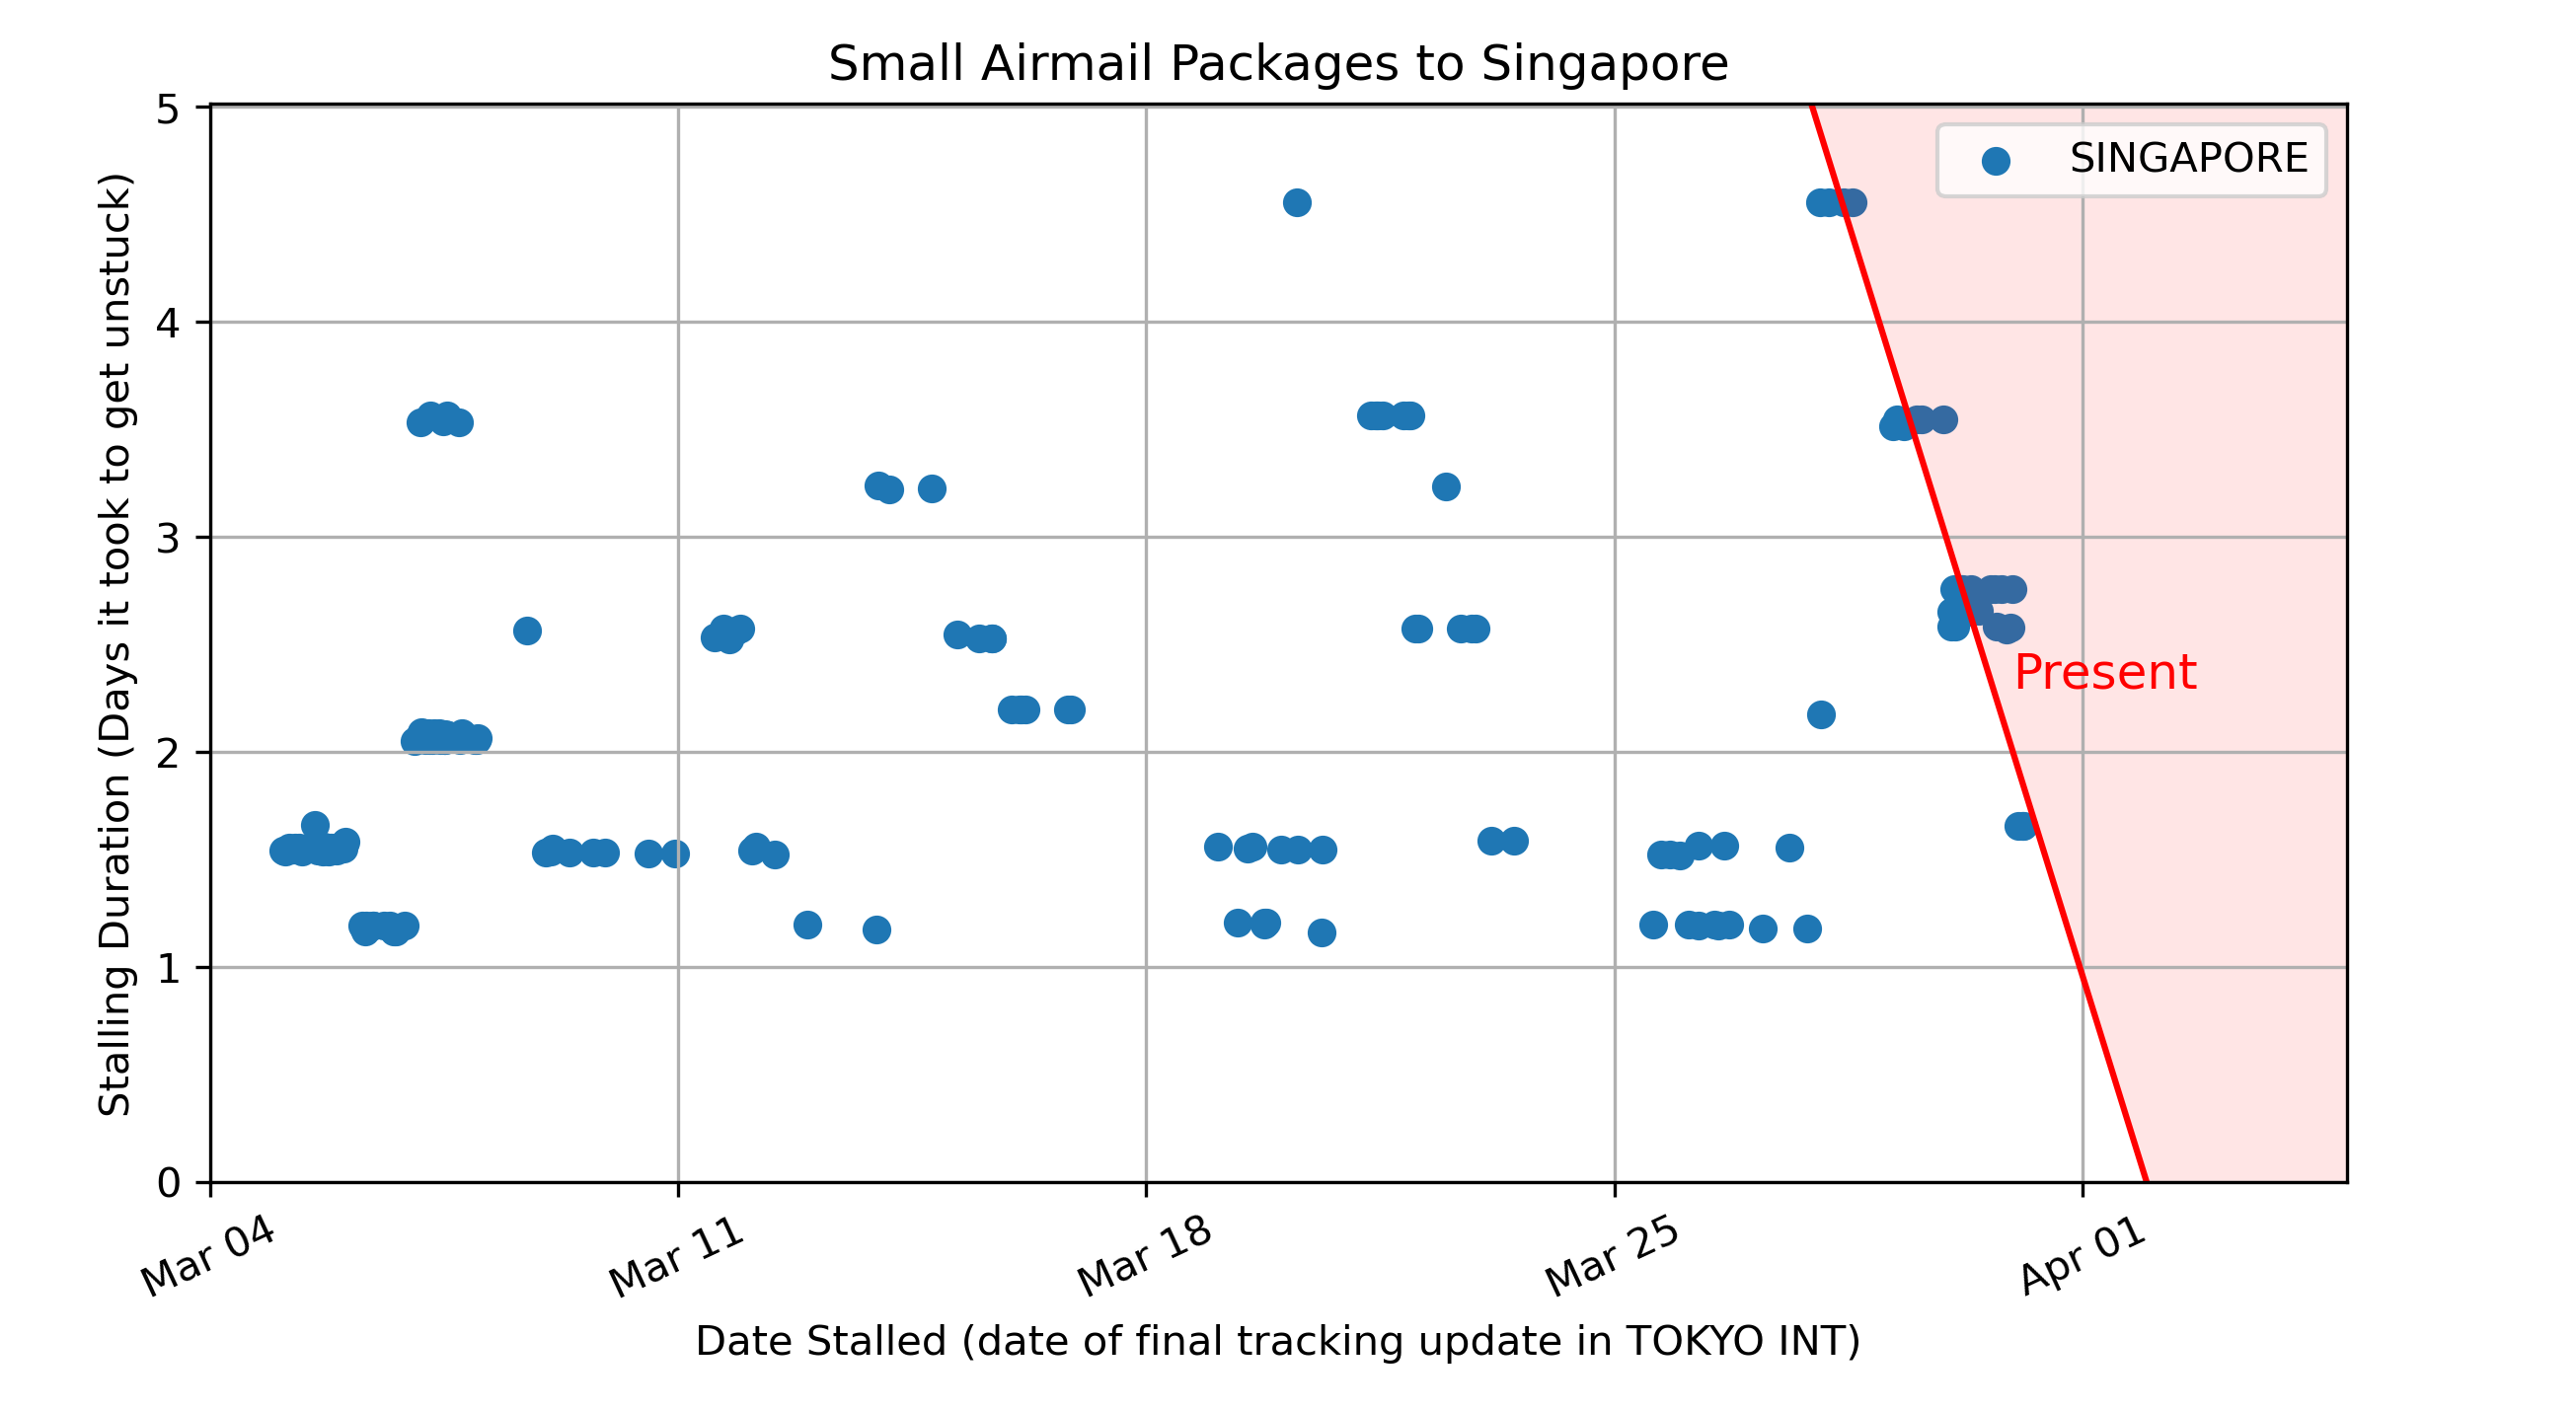 Small Airmail Packages to Singapore
Stalling Duration (Days it took to get unstuck)
5
4
3
2
1
0
SINGAPORE
Present
Mar 04
Mar 11
Mar 18
Mar 25
Apr 01
Date Stalled (date of final tracking update in TOKYO INT)